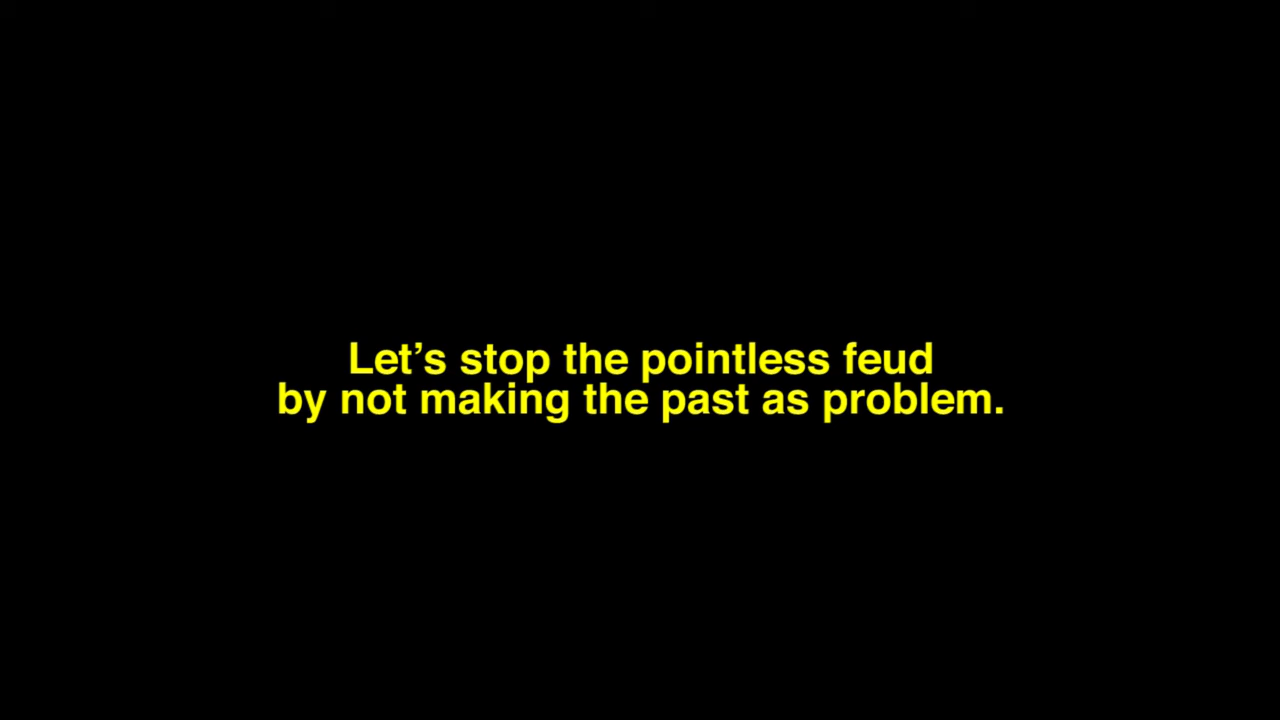 Let’s stop the pointless feud
by not making the past as problem.